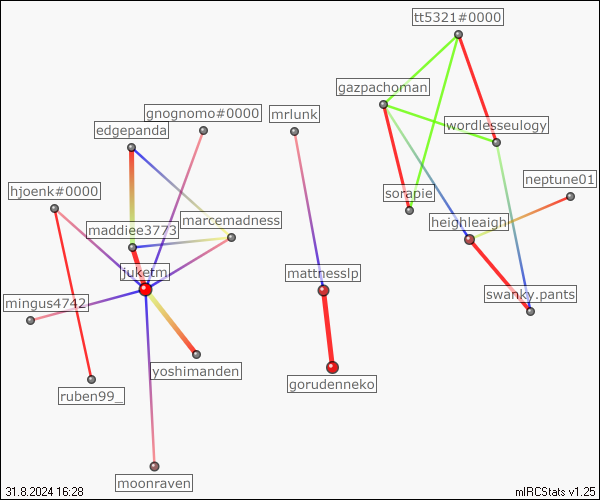 tt5321#0000
gazpachoman
gnognomo#0000
mrlunk
edgepanda
wordlesseulogy
neptune01
hjoenk#0000
sorapie
marcemadness
heighleaigh
maddiee3773
juketm
mattnesslp
mingus4742
swanky.pants
yoshimanden
gorudenneko
ruben99_
moonraven
31.8.2024 16:28
mIRCStats v1.25